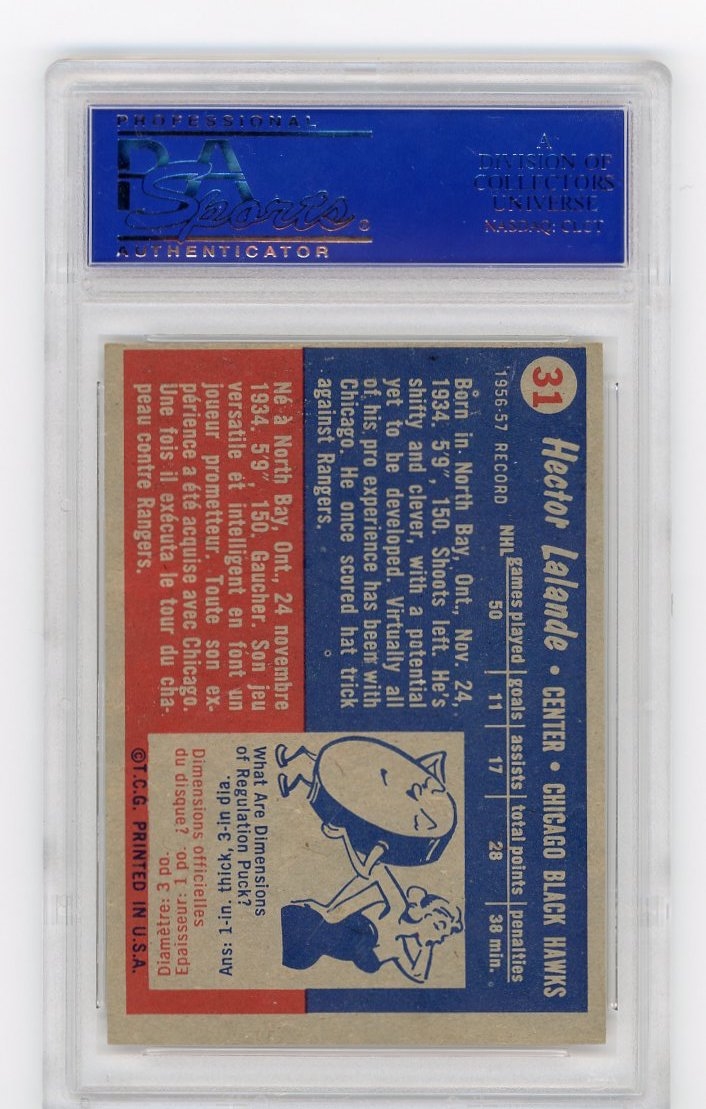 PROFESSIONAL
PSA
Sports®
AUTHENTICATOR
A
DIVISION OF
COLLECTORS
UNIVERSE
NASDAQ: CLCT
31 Hector Lalande • CENTER • CHICAGO BLACK HAWKS
1956-57 RECORD NHL games played goals assists total points penalties
50 11 17 28 38 min.
Born in North Bay, Ont., Nov. 24,
1934. 5'9", 150. Shoots left. He's
shifty and clever, with a potential
yet to be developed. Virtually all
of his pro experience has been with
Chicago. He once scored hat trick
against Rangers.
Né à North Bay, Ont., 24 novembre
1934. 5'9", 150. Gaucher. Son jeu
versatile et intelligent en font un
joueur prometteur. Toute son ex-
périence a été acquise avec Chicago.
Une fois il exécuta le tour du cha-
peau contre Rangers.
What Are Dimensions
of Regulation Puck?
Ans: 1-in. thick, 3-in dia.
Dimensions officielles
du disque?
Epaisseur: 1 po.
Diamètre: 3 po.
©T.C.G. PRINTED IN U.S.A.